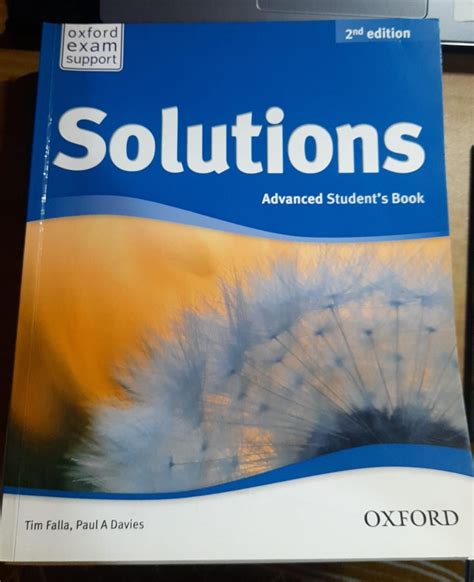 oxford
exam
support
2nd edition
Solutions
Advanced Student's Book
Tim Falla, Paul A Davies
OXFORD